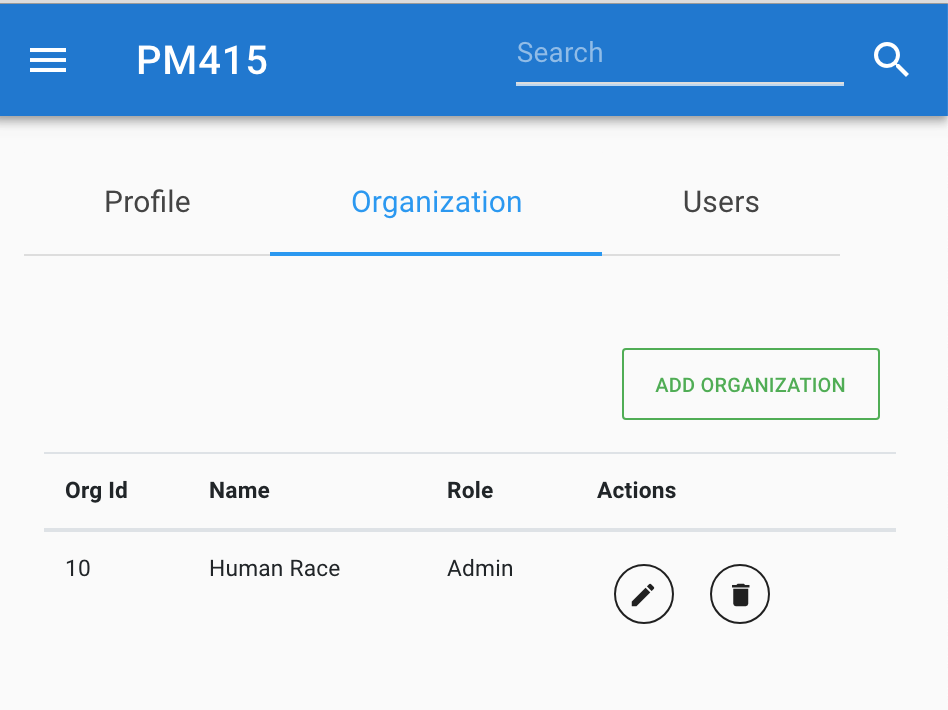 PM415 Search
Profile Organization Users
ADD ORGANIZATION
Org Id Name Role Actions
10 Human Race Admin